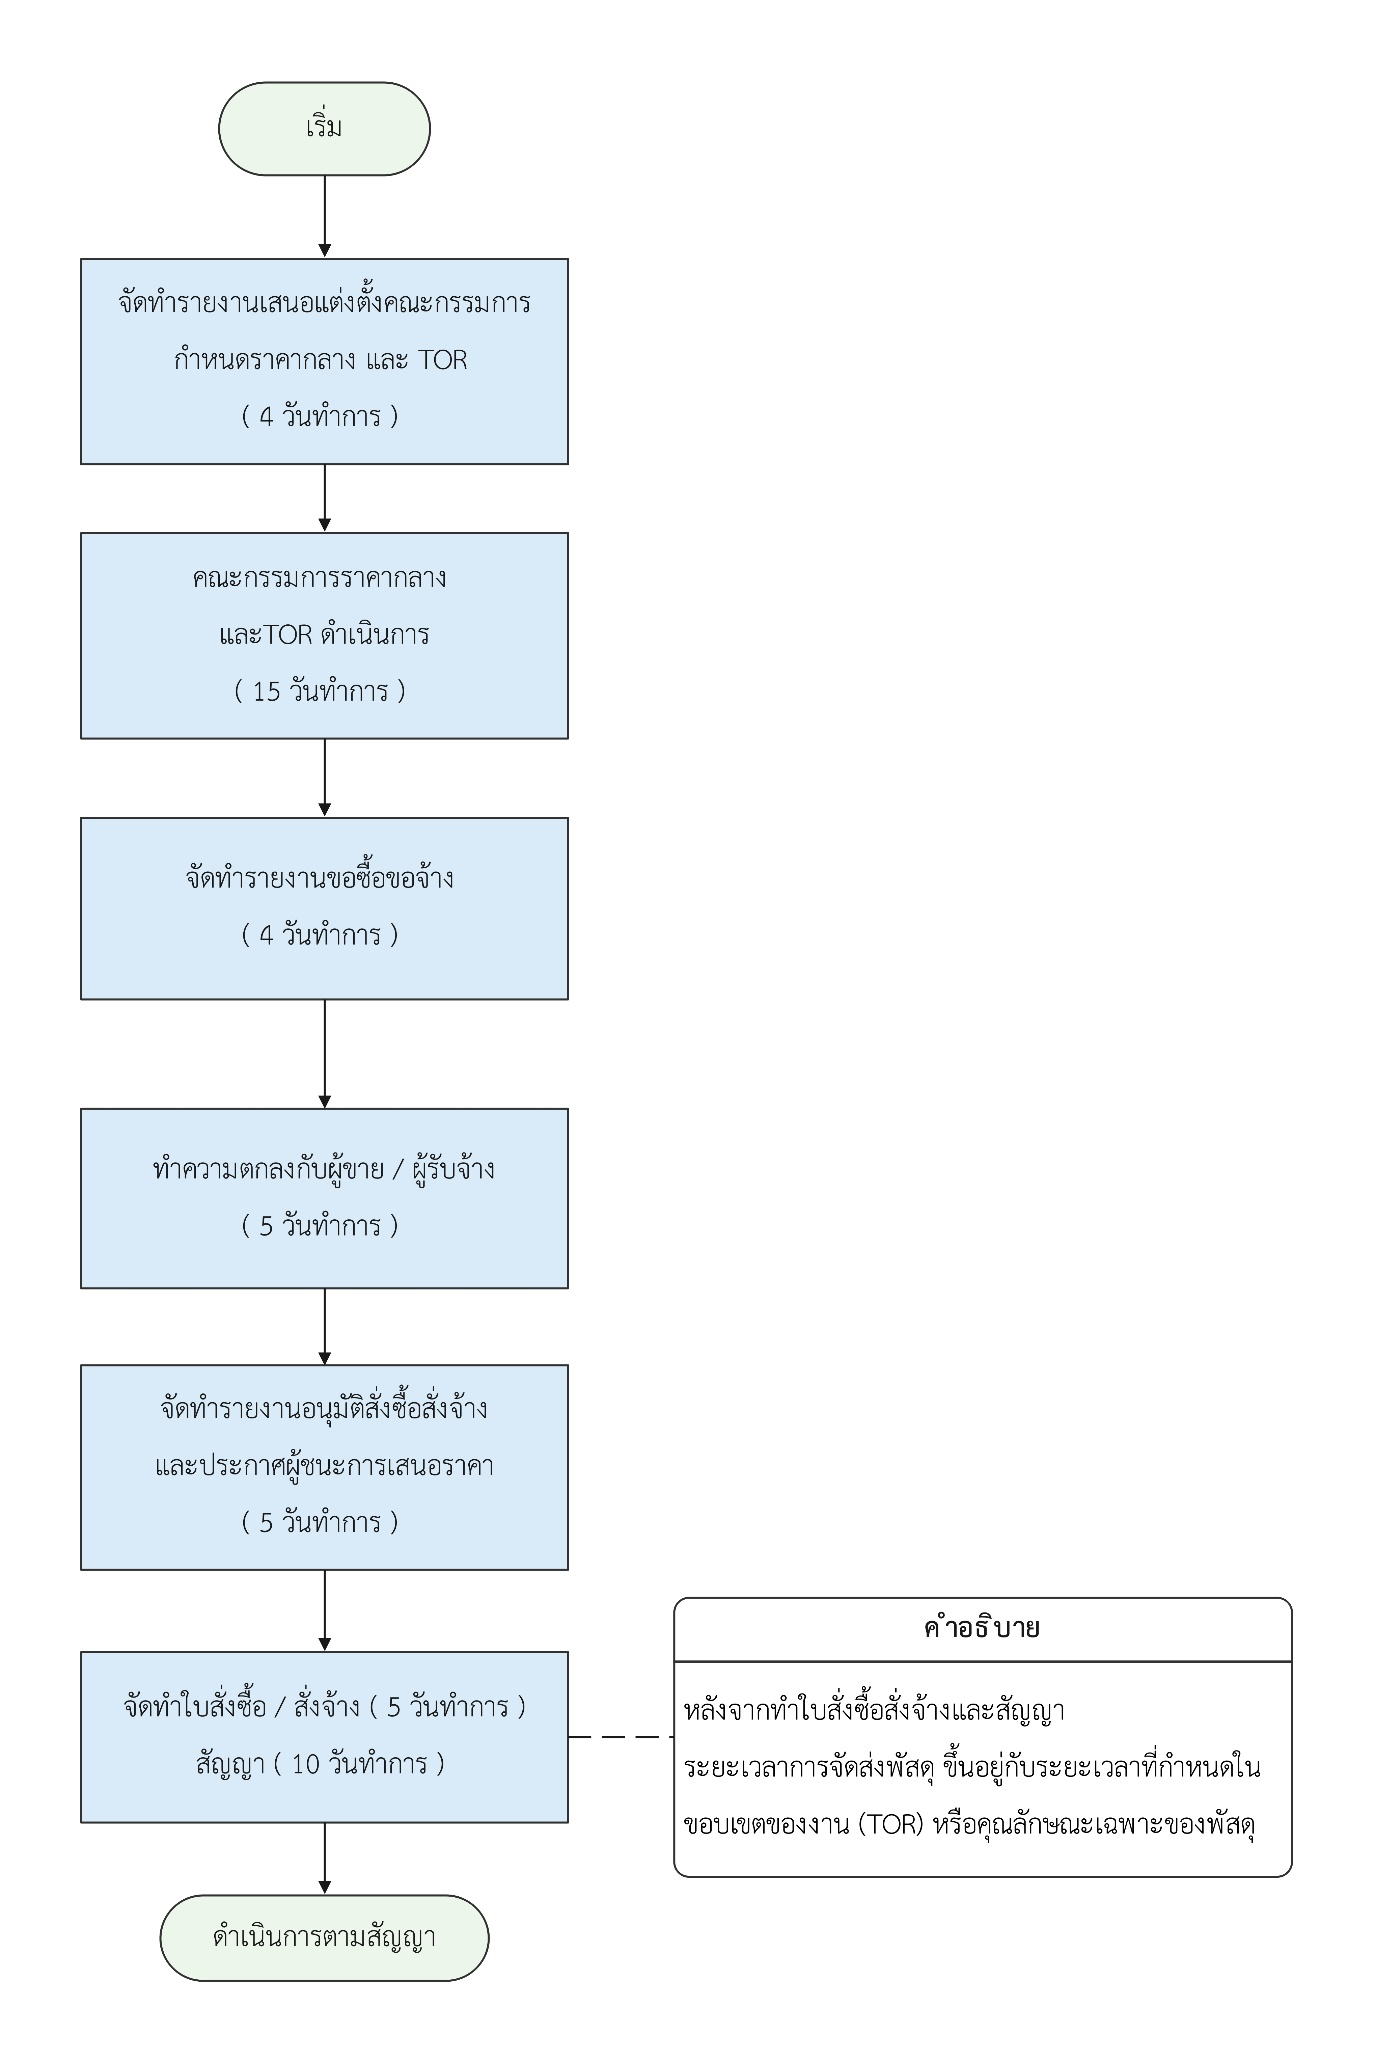 เริ่ม
จัดทำรายงานเสนอแต่งตั้งคณะกรรมการ
กำหนดราคากลาง และ TOR
( 4 วันทำการ )
คณะกรรมการราคากลาง
และTOR ดำเนินการ
( 15 วันทำการ )
จัดทำรายงานขอซื้อขอจ้าง
( 4 วันทำการ )
ทำความตกลงกับผู้ขาย / ผู้รับจ้าง
( 5 วันทำการ )
จัดทำรายงานอนุมัติสั่งซื้อสั่งจ้าง
และประกาศผู้ชนะการเสนอราคา
( 5 วันทำการ )
จัดทำใบสั่งซื้อ / สั่งจ้าง ( 5 วันทำการ )
สัญญา ( 10 วันทำการ )
คำอธิบาย
หลังจากทำใบสั่งซื้อสั่งจ้างและสัญญา
ระยะเวลาการจัดส่งพัสดุ ขึ้นอยู่กับระยะเวลาที่กำหนดใน
ขอบเขตของงาน (TOR) หรือคุณลักษณะเฉพาะของพัสดุ
ดำเนินการตามสัญญา